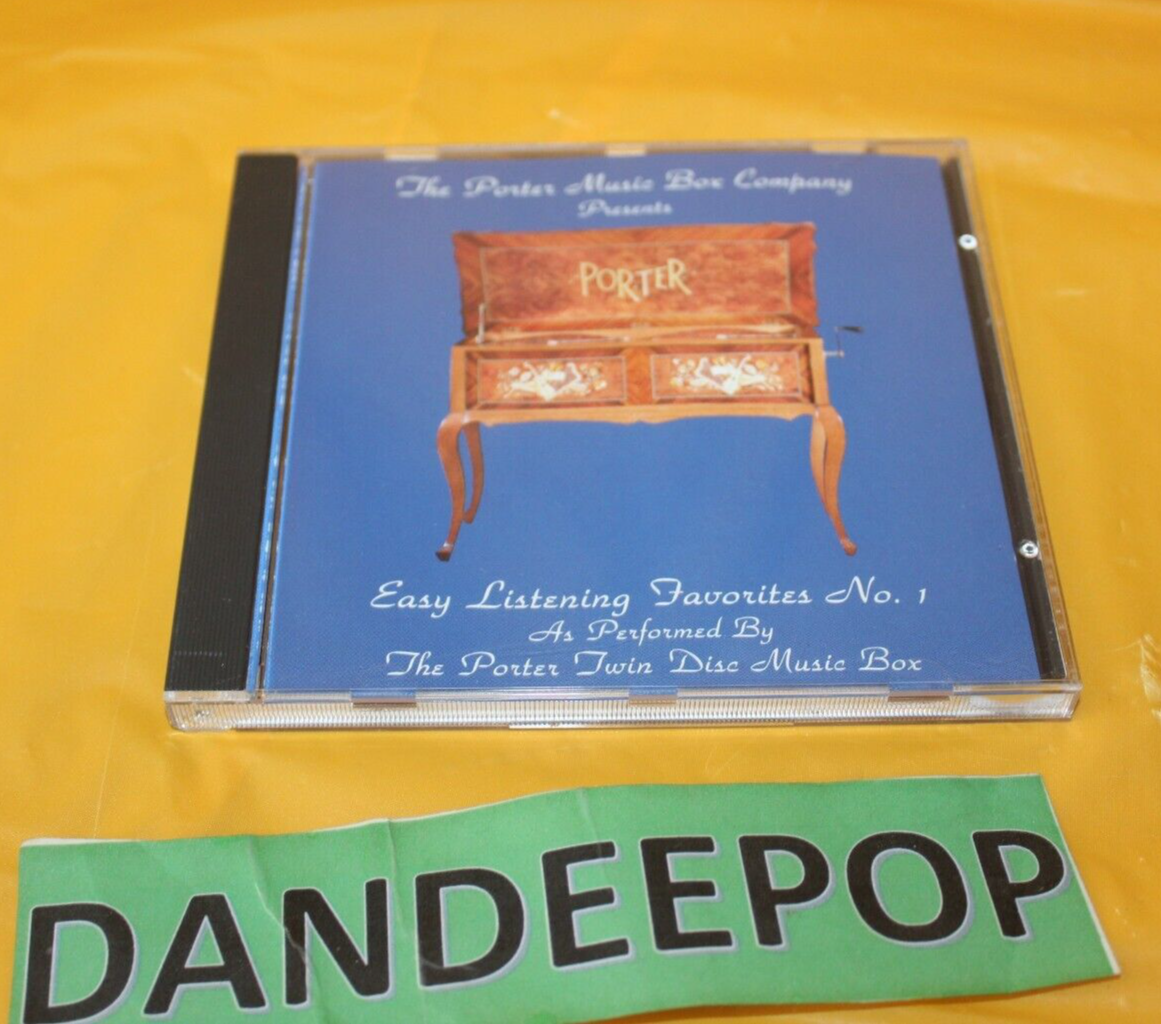 The Porter Music Box Company
Presents
PORTER
Easy Listening Favorites No. 1
As Performed By
The Porter Twin Disc Music Box
DANDEEPOP